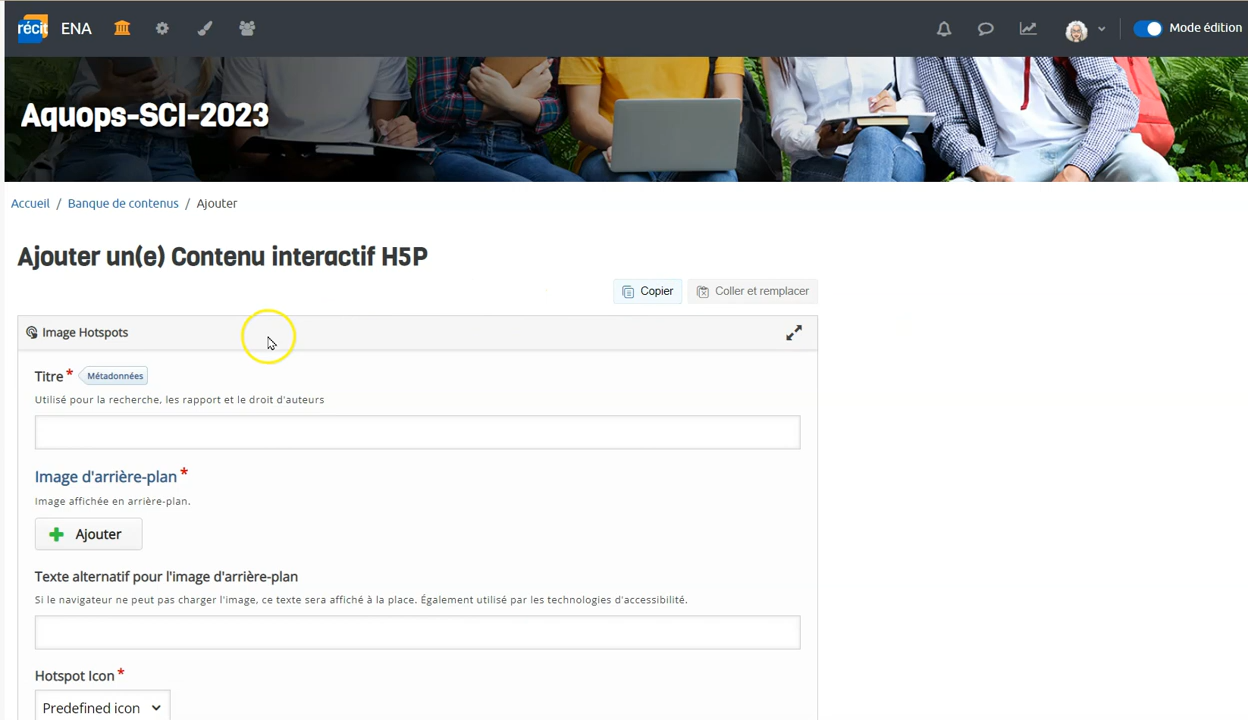 récit ENA Mode édition
Aquops-SCI-2023
Accueil / Banque de contenus / Ajouter
Ajouter un(e) Contenu interactif H5P
Copier Coller et remplacer
Image Hotspots
Titre * Métadonnées
Utilisé pour la recherche, les rapport et le droit d'auteurs
Image d'arrière-plan *
Image affichée en arrière-plan.
Ajouter
Texte alternatif pour l'image d'arrière-plan
Si le navigateur ne peut pas charger l'image, ce texte sera affiché à la place. Également utilisé par les technologies d'accessibilité.
Hotspot Icon *
Predefined icon